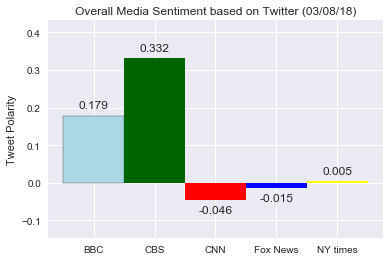 Overall Media Sentiment based on Twitter (03/08/18)
Tweet Polarity
0.4
0.3
0.2
0.1
0.0
−0.1
0.179
0.332
-0.046
-0.015
0.005
BBC
CBS
CNN
Fox News
NY times